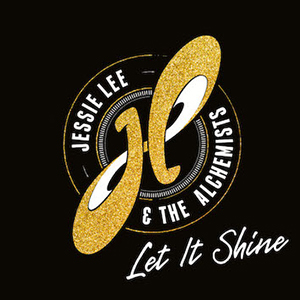 JESSIE LEE
& THE ALCHEMISTS
Let It Shine